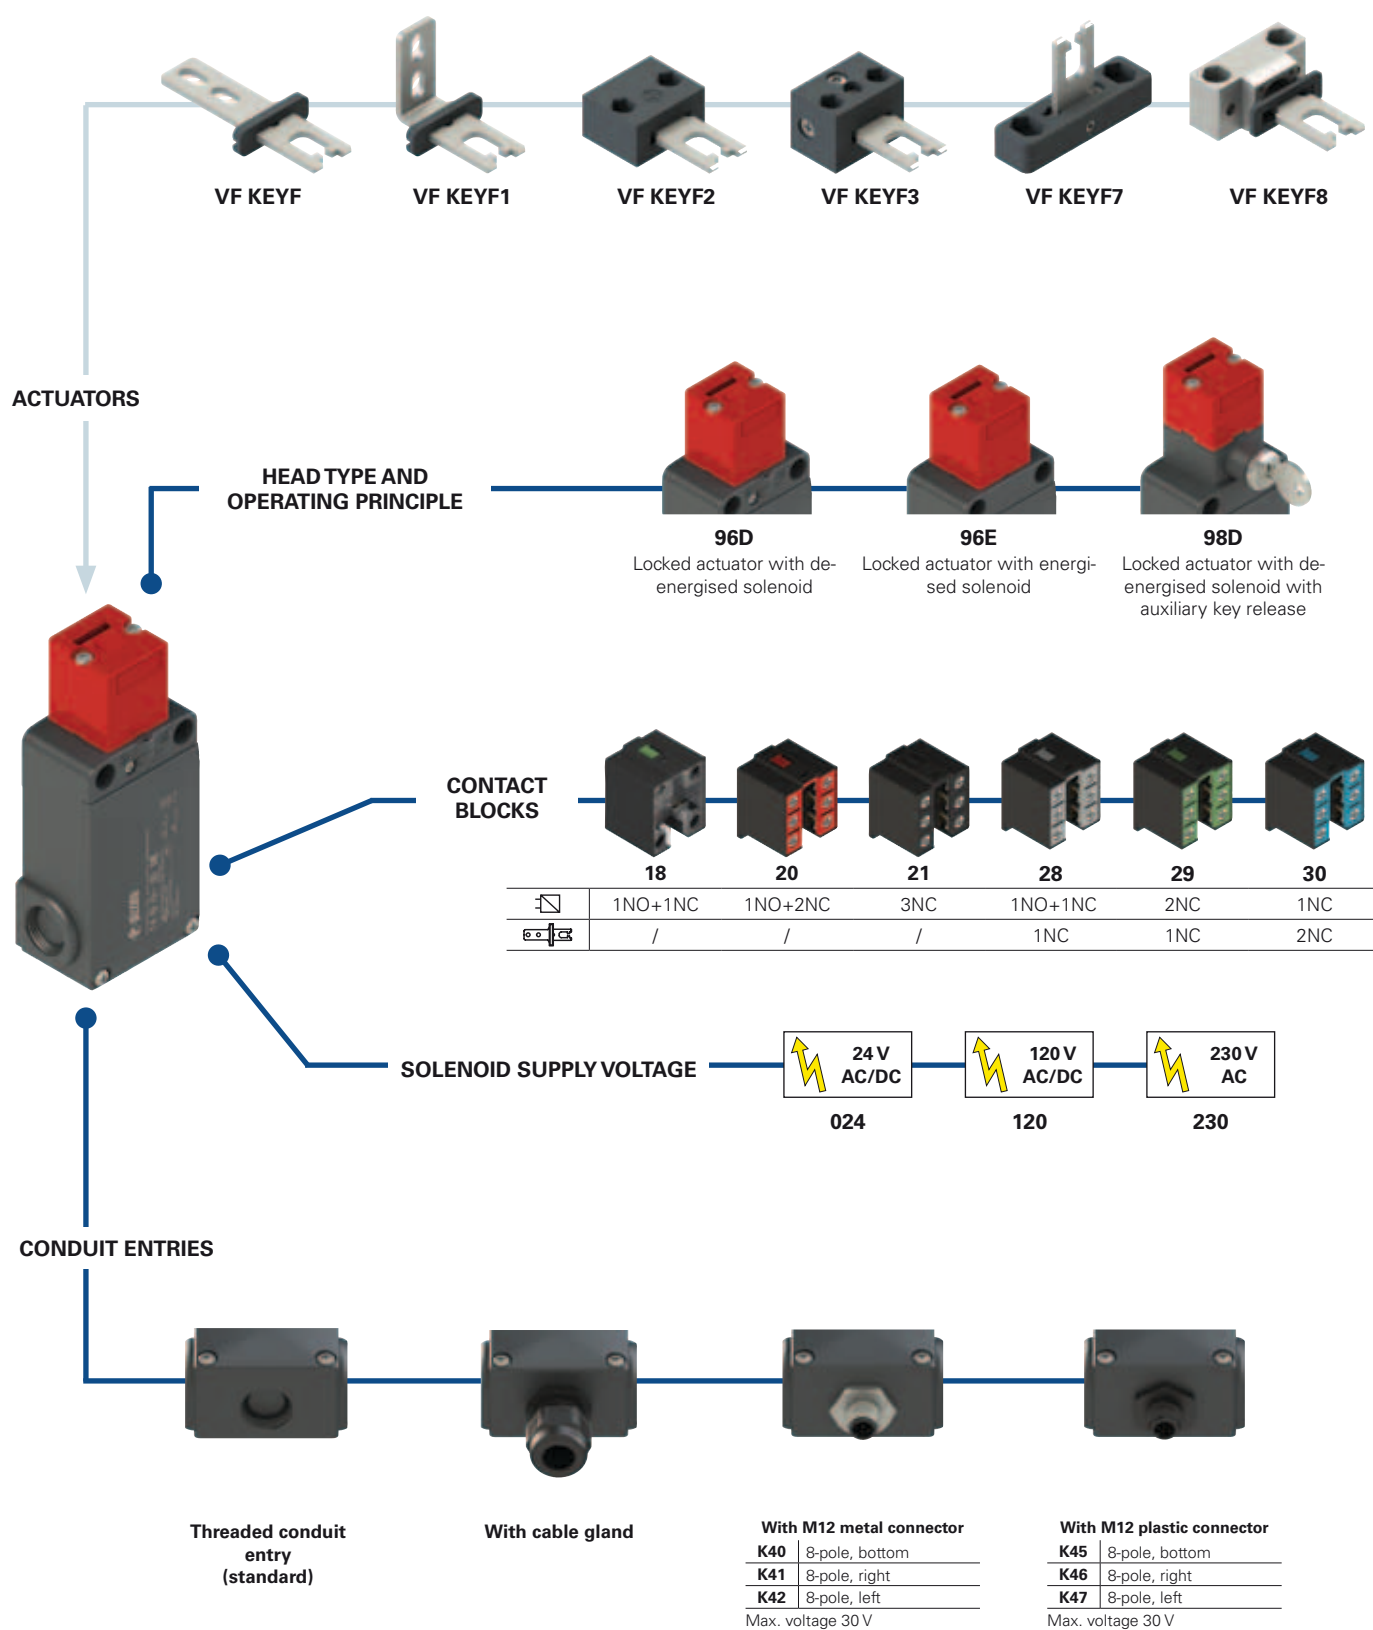 VF KEYF
VF KEYF1
VF KEYF2
VF KEYF3
VF KEYF7
VF KEYF8
ACTUATORS
HEAD TYPE AND
OPERATING PRINCIPLE
96D
Locked actuator with de-
energised solenoid
96E
Locked actuator with energi-
sed solenoid
98D
Locked actuator with de-
energised solenoid with
auxiliary key release
CONTACT
BLOCKS
18 20 21 28 29 30
1NO+1NC 1NO+2NC 3NC 1NO+1NC 2NC 1NC
/ / / 1NC 1NC 2NC
SOLENOID SUPPLY VOLTAGE
24 V
AC/DC
024
120 V
AC/DC
120
230 V
AC
230
CONDUIT ENTRIES
Threaded conduit
entry
(standard)
With cable gland
With M12 metal connector
K40 8-pole, bottom
K41 8-pole, right
K42 8-pole, left
Max. voltage 30 V
With M12 plastic connector
K45 8-pole, bottom
K46 8-pole, right
K47 8-pole, left
Max. voltage 30 V